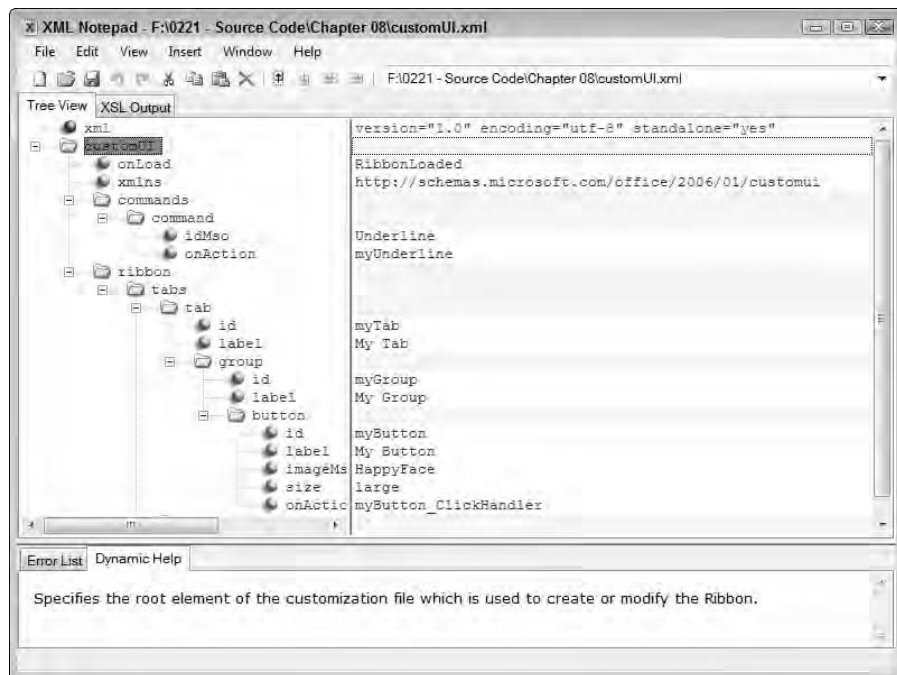 XML Notepad - F:\0221 - Source Code\Chapter 08\customUI.xml
File Edit View Insert Window Help
F:\0221 - Source Code\Chapter 08\customUI.xml
Tree View XSL Output
xml version="1.0" encoding="utf-8" standalone="yes"
customUI
onLoad RibbonLoaded
xmlns http://schemas.microsoft.com/office/2006/01/customui
commands
command
idMso Underline
onAction myUnderline
ribbon
tabs
tab
id myTab
label My Tab
group
id myGroup
label My Group
button
id myButton
label My Button
imageMs HappyFace
size large
onActic myButton_ClickHandler
Error List Dynamic Help
Specifies the root element of the customization file which is used to create or modify the Ribbon.